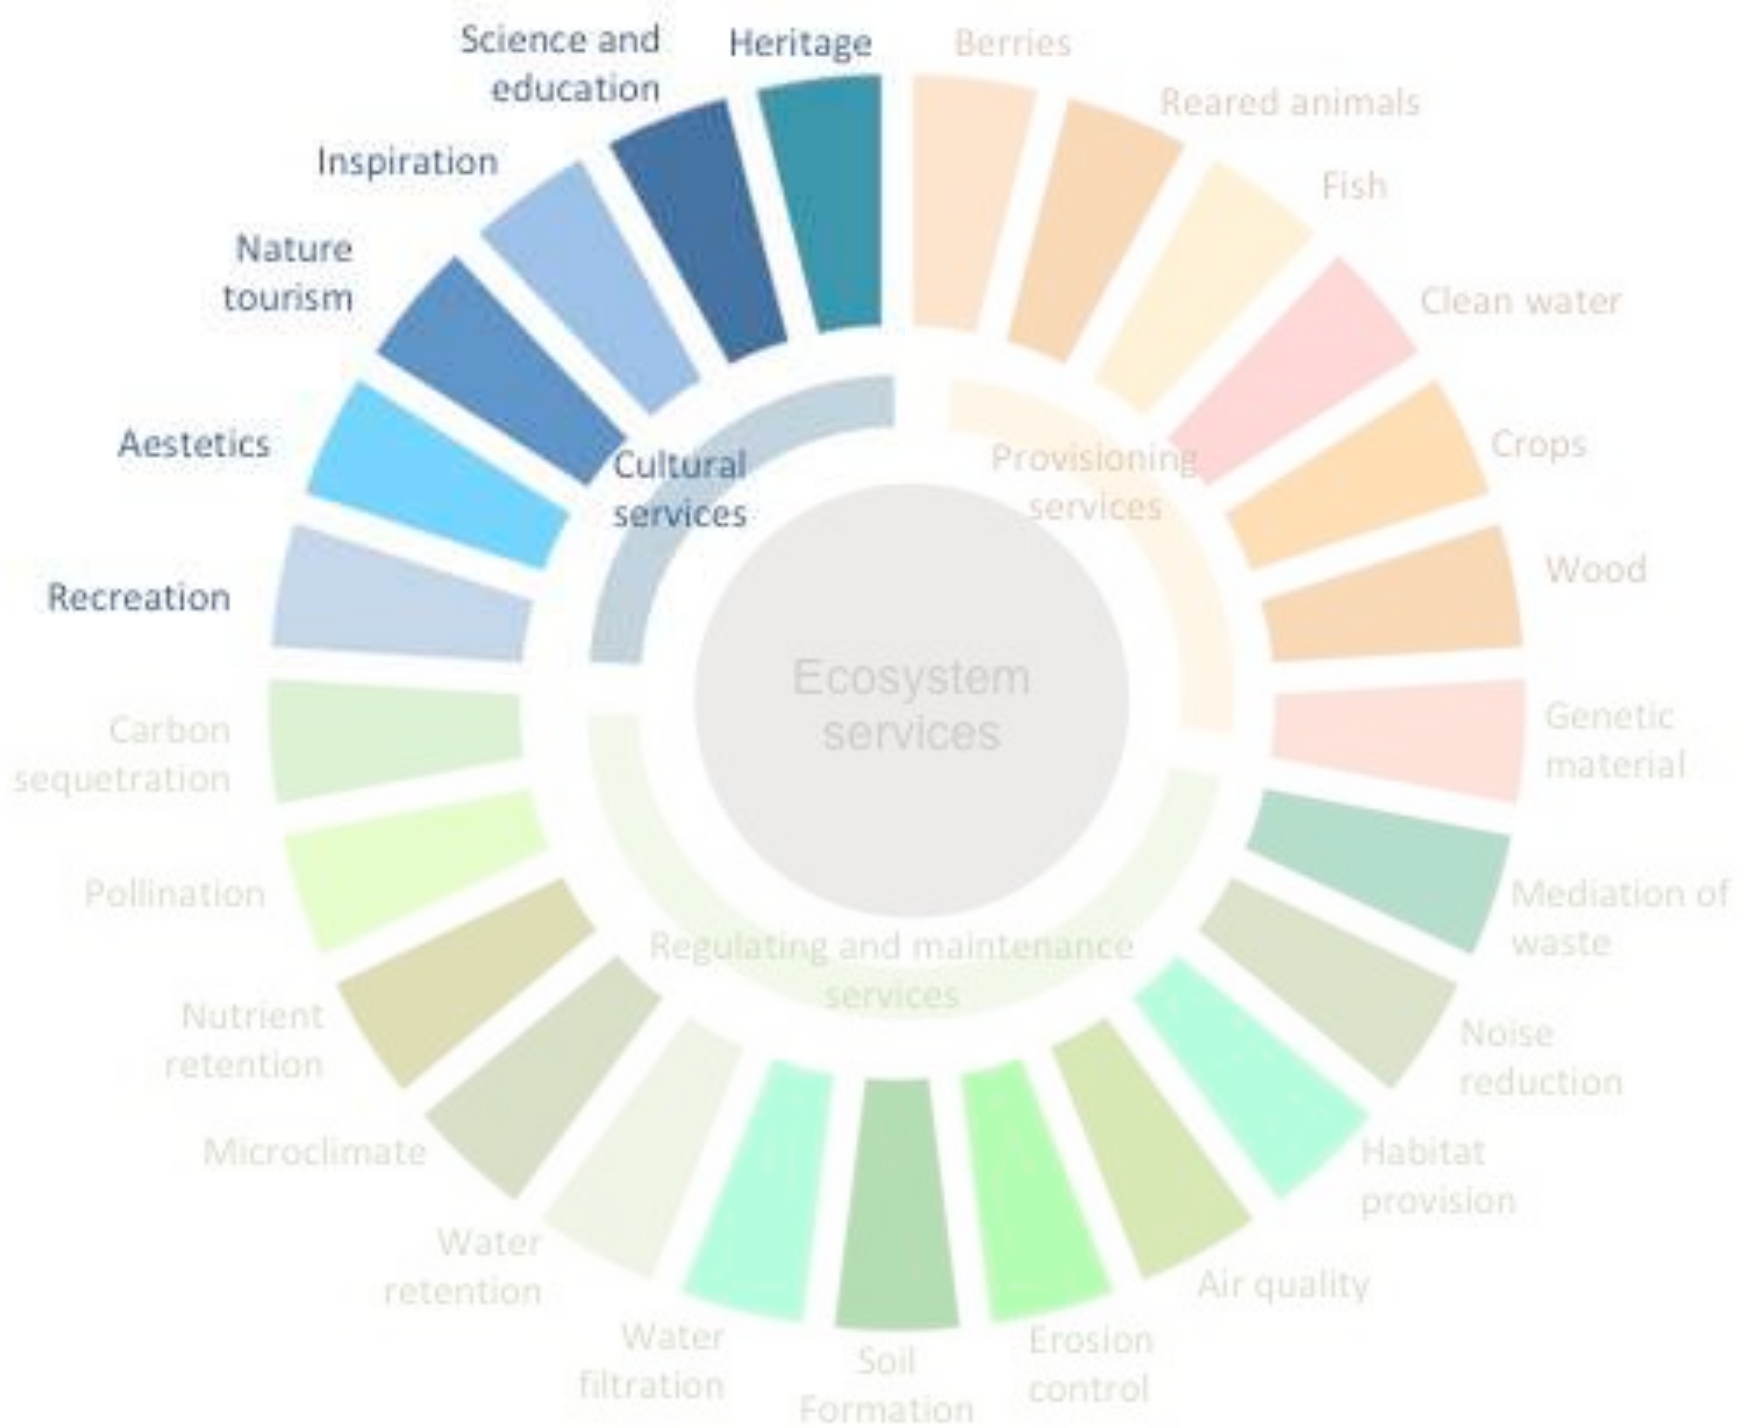 Science and
education
Heritage
Berries
Reared animals
Inspiration
Fish
Nature
tourism
Clean water
Aestetics
Crops
Cultural
services
Provisioning
services
Wood
Recreation
Ecosystem
services
Carbon
sequetration
Genetic
material
Pollination
Mediation of
waste
Regulating and maintenance
services
Nutrient
retention
Noise
reduction
Microclimate
Habitat
provision
Water
retention
Air quality
Water
filtration
Soil
Formation
Erosion
control